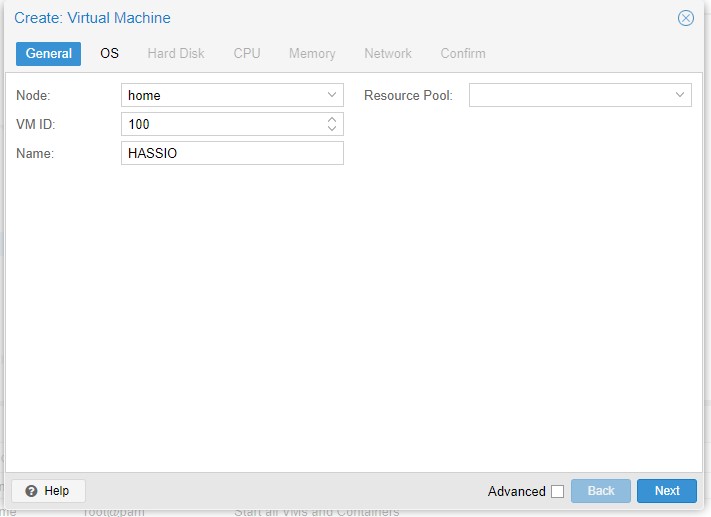 Create: Virtual Machine
General OS Hard Disk CPU Memory Network Confirm
Node: home Resource Pool:
VM ID: 100
Name: HASSIO
Help Advanced Back Next
root@pam Start all VMs and Containers